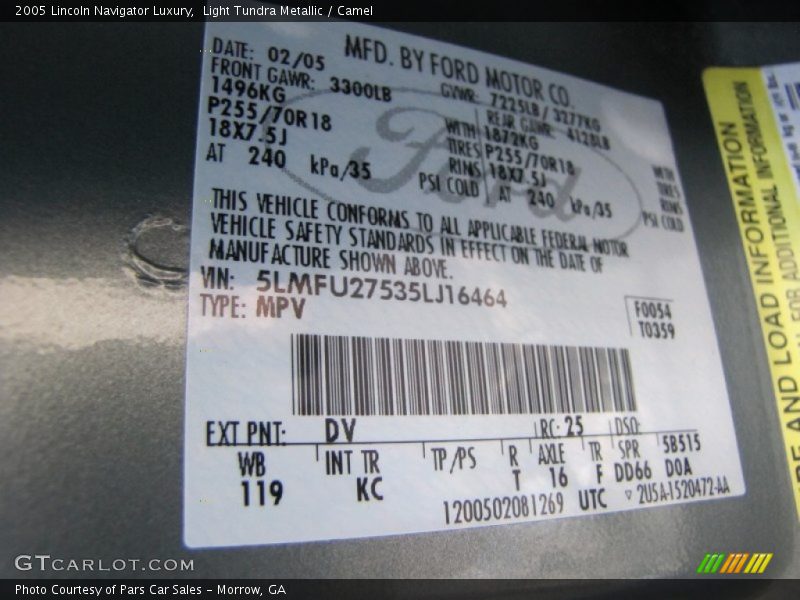 2005 Lincoln Navigator Luxury,  Light Tundra Metallic / Camel
MFD. BY FORD MOTOR CO.
DATE: 02/05
GVWR: 7225LB / 3277KG
FRONT GAWR: 3300LB
REAR GAWR: 4128LB
1496KG
WITH 1872KG
WITH
P255/70R18
TIRES P255/70R18
TIRES
18X7.5J
RIMS 18X7.5J
RIMS
AT 240 kPa/35
PSI COLD AT 240 kPa/35
PSI COLD
Ford
THIS VEHICLE CONFORMS TO ALL APPLICABLE FEDERAL MOTOR
VEHICLE SAFETY STANDARDS IN EFFECT ON THE DATE OF
MANUFACTURE SHOWN ABOVE.
VIN: 5LMFU27535LJ16464
TYPE: MPV
F0054
T0359
EXT PNT: DV
RC: 25
DSO:
WB
INT TR
TP/PS
R
AXLE
TR
SPR
5B515
119
KC
T
16
F
DD66
D0A
1200502081269
UTC
▽ 2U5A-1520472-AA
AND LOAD INFORMATION
FOR ADDITIONAL INFORMATION
GTCARLOT.COM
Photo Courtesy of Pars Car Sales - Morrow, GA